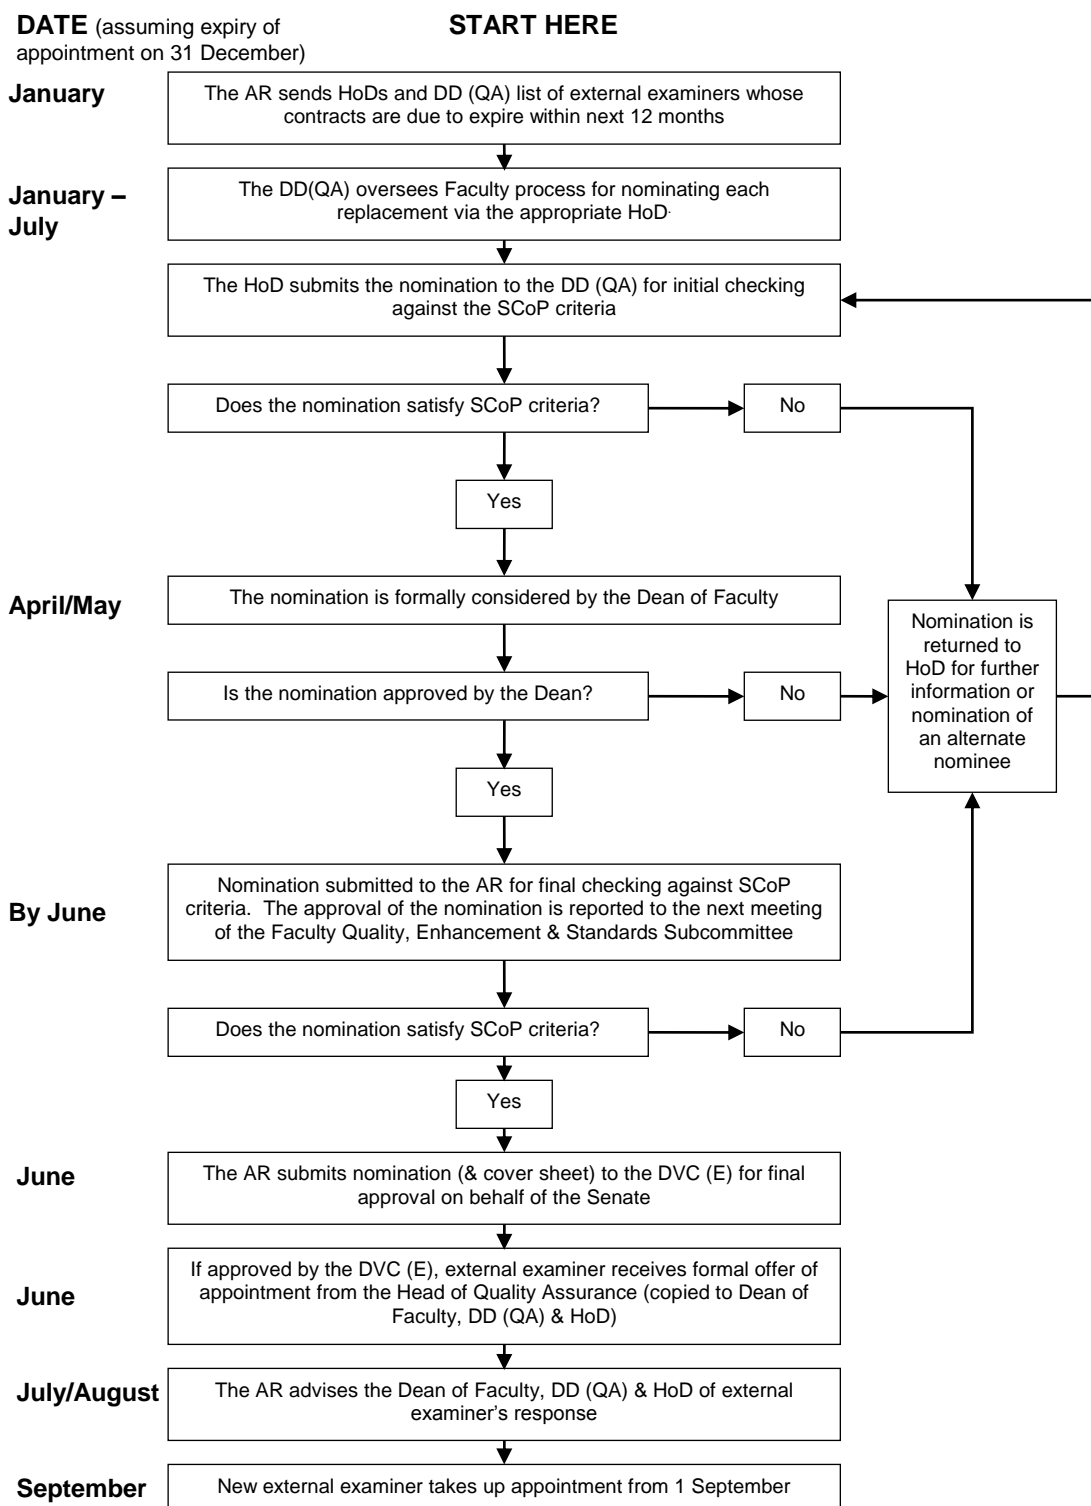 DATE (assuming expiry of
appointment on 31 December)
START HERE
January
The AR sends HoDs and DD (QA) list of external examiners whose
contracts are due to expire within next 12 months
January –
July
The DD(QA) oversees Faculty process for nominating each
replacement via the appropriate HoD.
The HoD submits the nomination to the DD (QA) for initial checking
against the SCoP criteria
Does the nomination satisfy SCoP criteria?
No
Yes
April/May
The nomination is formally considered by the Dean of Faculty
Nomination is
returned to
HoD for further
information or
nomination of
an alternate
nominee
Is the nomination approved by the Dean?
No
Yes
By June
Nomination submitted to the AR for final checking against SCoP
criteria.  The approval of the nomination is reported to the next meeting
of the Faculty Quality, Enhancement & Standards Subcommittee
Does the nomination satisfy SCoP criteria?
No
Yes
June
The AR submits nomination (& cover sheet) to the DVC (E) for final
approval on behalf of the Senate
June
If approved by the DVC (E), external examiner receives formal offer of
appointment from the Head of Quality Assurance (copied to Dean of
Faculty, DD (QA) & HoD)
July/August
The AR advises the Dean of Faculty, DD (QA) & HoD of external
examiner's response
September
New external examiner takes up appointment from 1 September